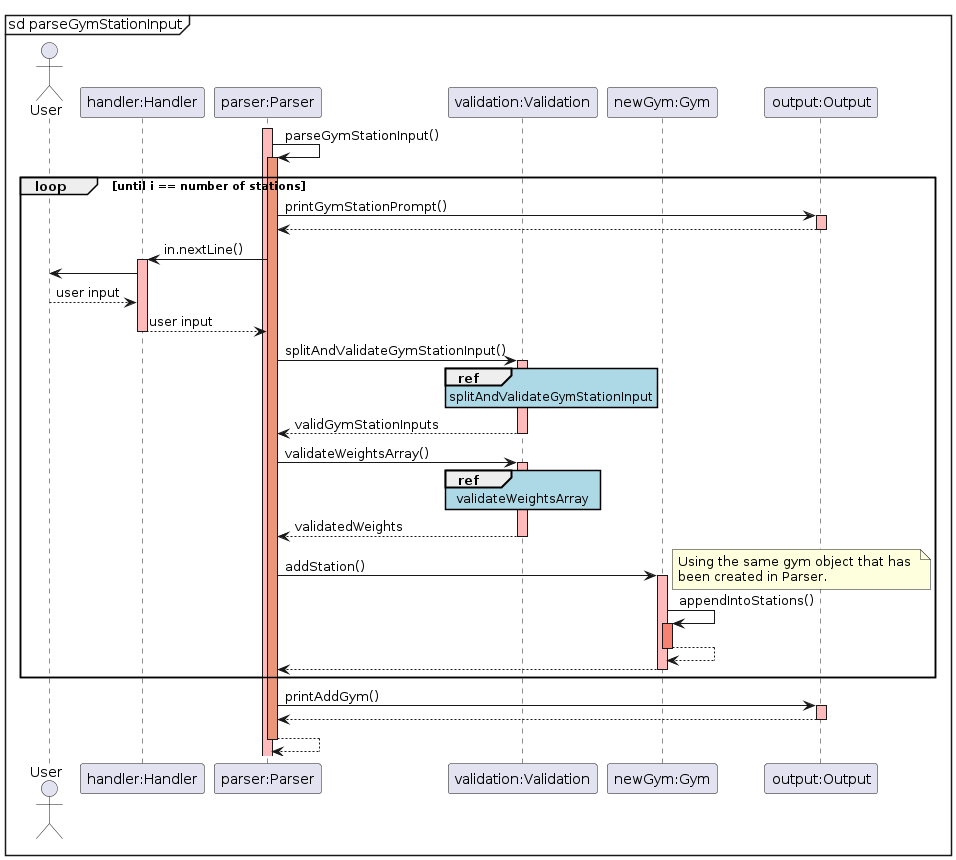 sd parseGymStationInput
User
handler:Handler
parser:Parser
validation:Validation
newGym:Gym
output:Output
parseGymStationInput()
loop
[until i == number of stations]
printGymStationPrompt()
in.nextLine()
user input
user input
splitAndValidateGymStationInput()
ref
splitAndValidateGymStationInput
validGymStationInputs
validateWeightsArray()
ref
validateWeightsArray
validatedWeights
Using the same gym object that has
been created in Parser.
addStation()
appendIntoStations()
printAddGym()
User
handler:Handler
parser:Parser
validation:Validation
newGym:Gym
output:Output